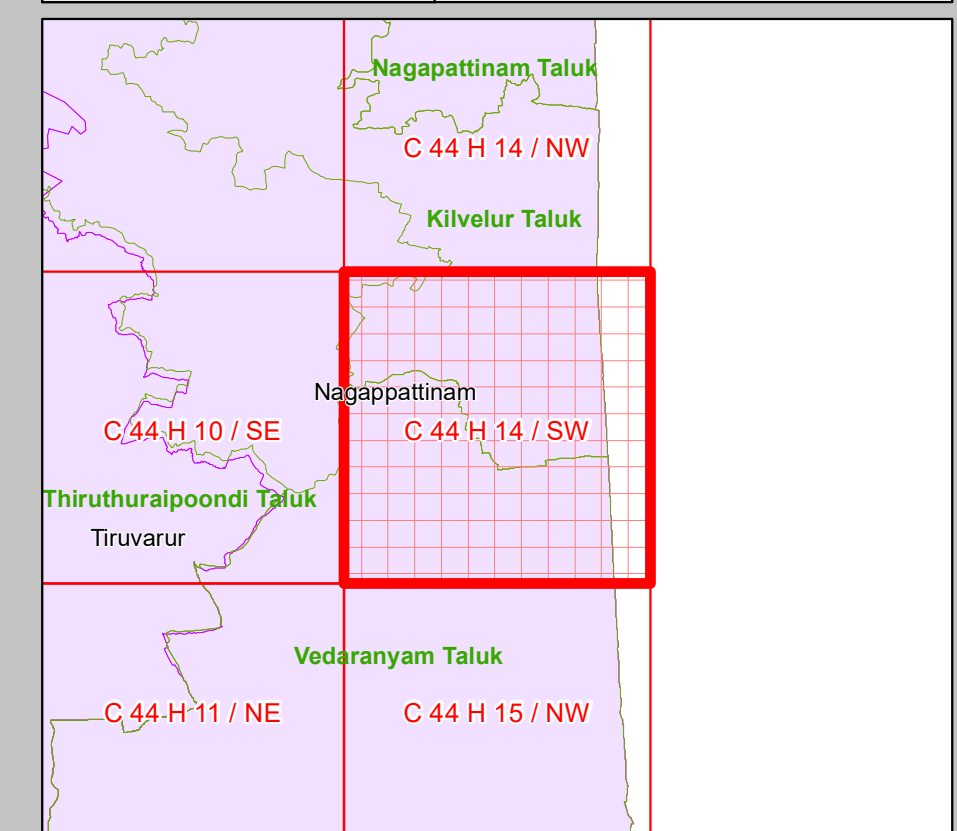 Nagapattinam Taluk
C 44 H 14 / NW
Kilvelur Taluk
Nagappattinam
C 44 H 10 / SE
C 44 H 14 / SW
Thiruthuraipoondi Taluk
Tiruvarur
Vedaranyam Taluk
C 44 H 11 / NE
C 44 H 15 / NW